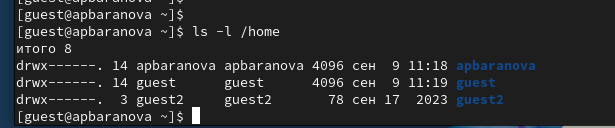 [guest@apbaranova ~]$
[guest@apbaranova ~]$
[guest@apbaranova ~]$ ls -l /home
итого 8
drwx------. 14 apbaranova apbaranova 4096 сен  9 11:18 apbaranova
drwx------. 14 guest      guest      4096 сен  9 11:19 guest
drwx------.  3 guest2     guest2       78 сен 17  2023 guest2
[guest@apbaranova ~]$